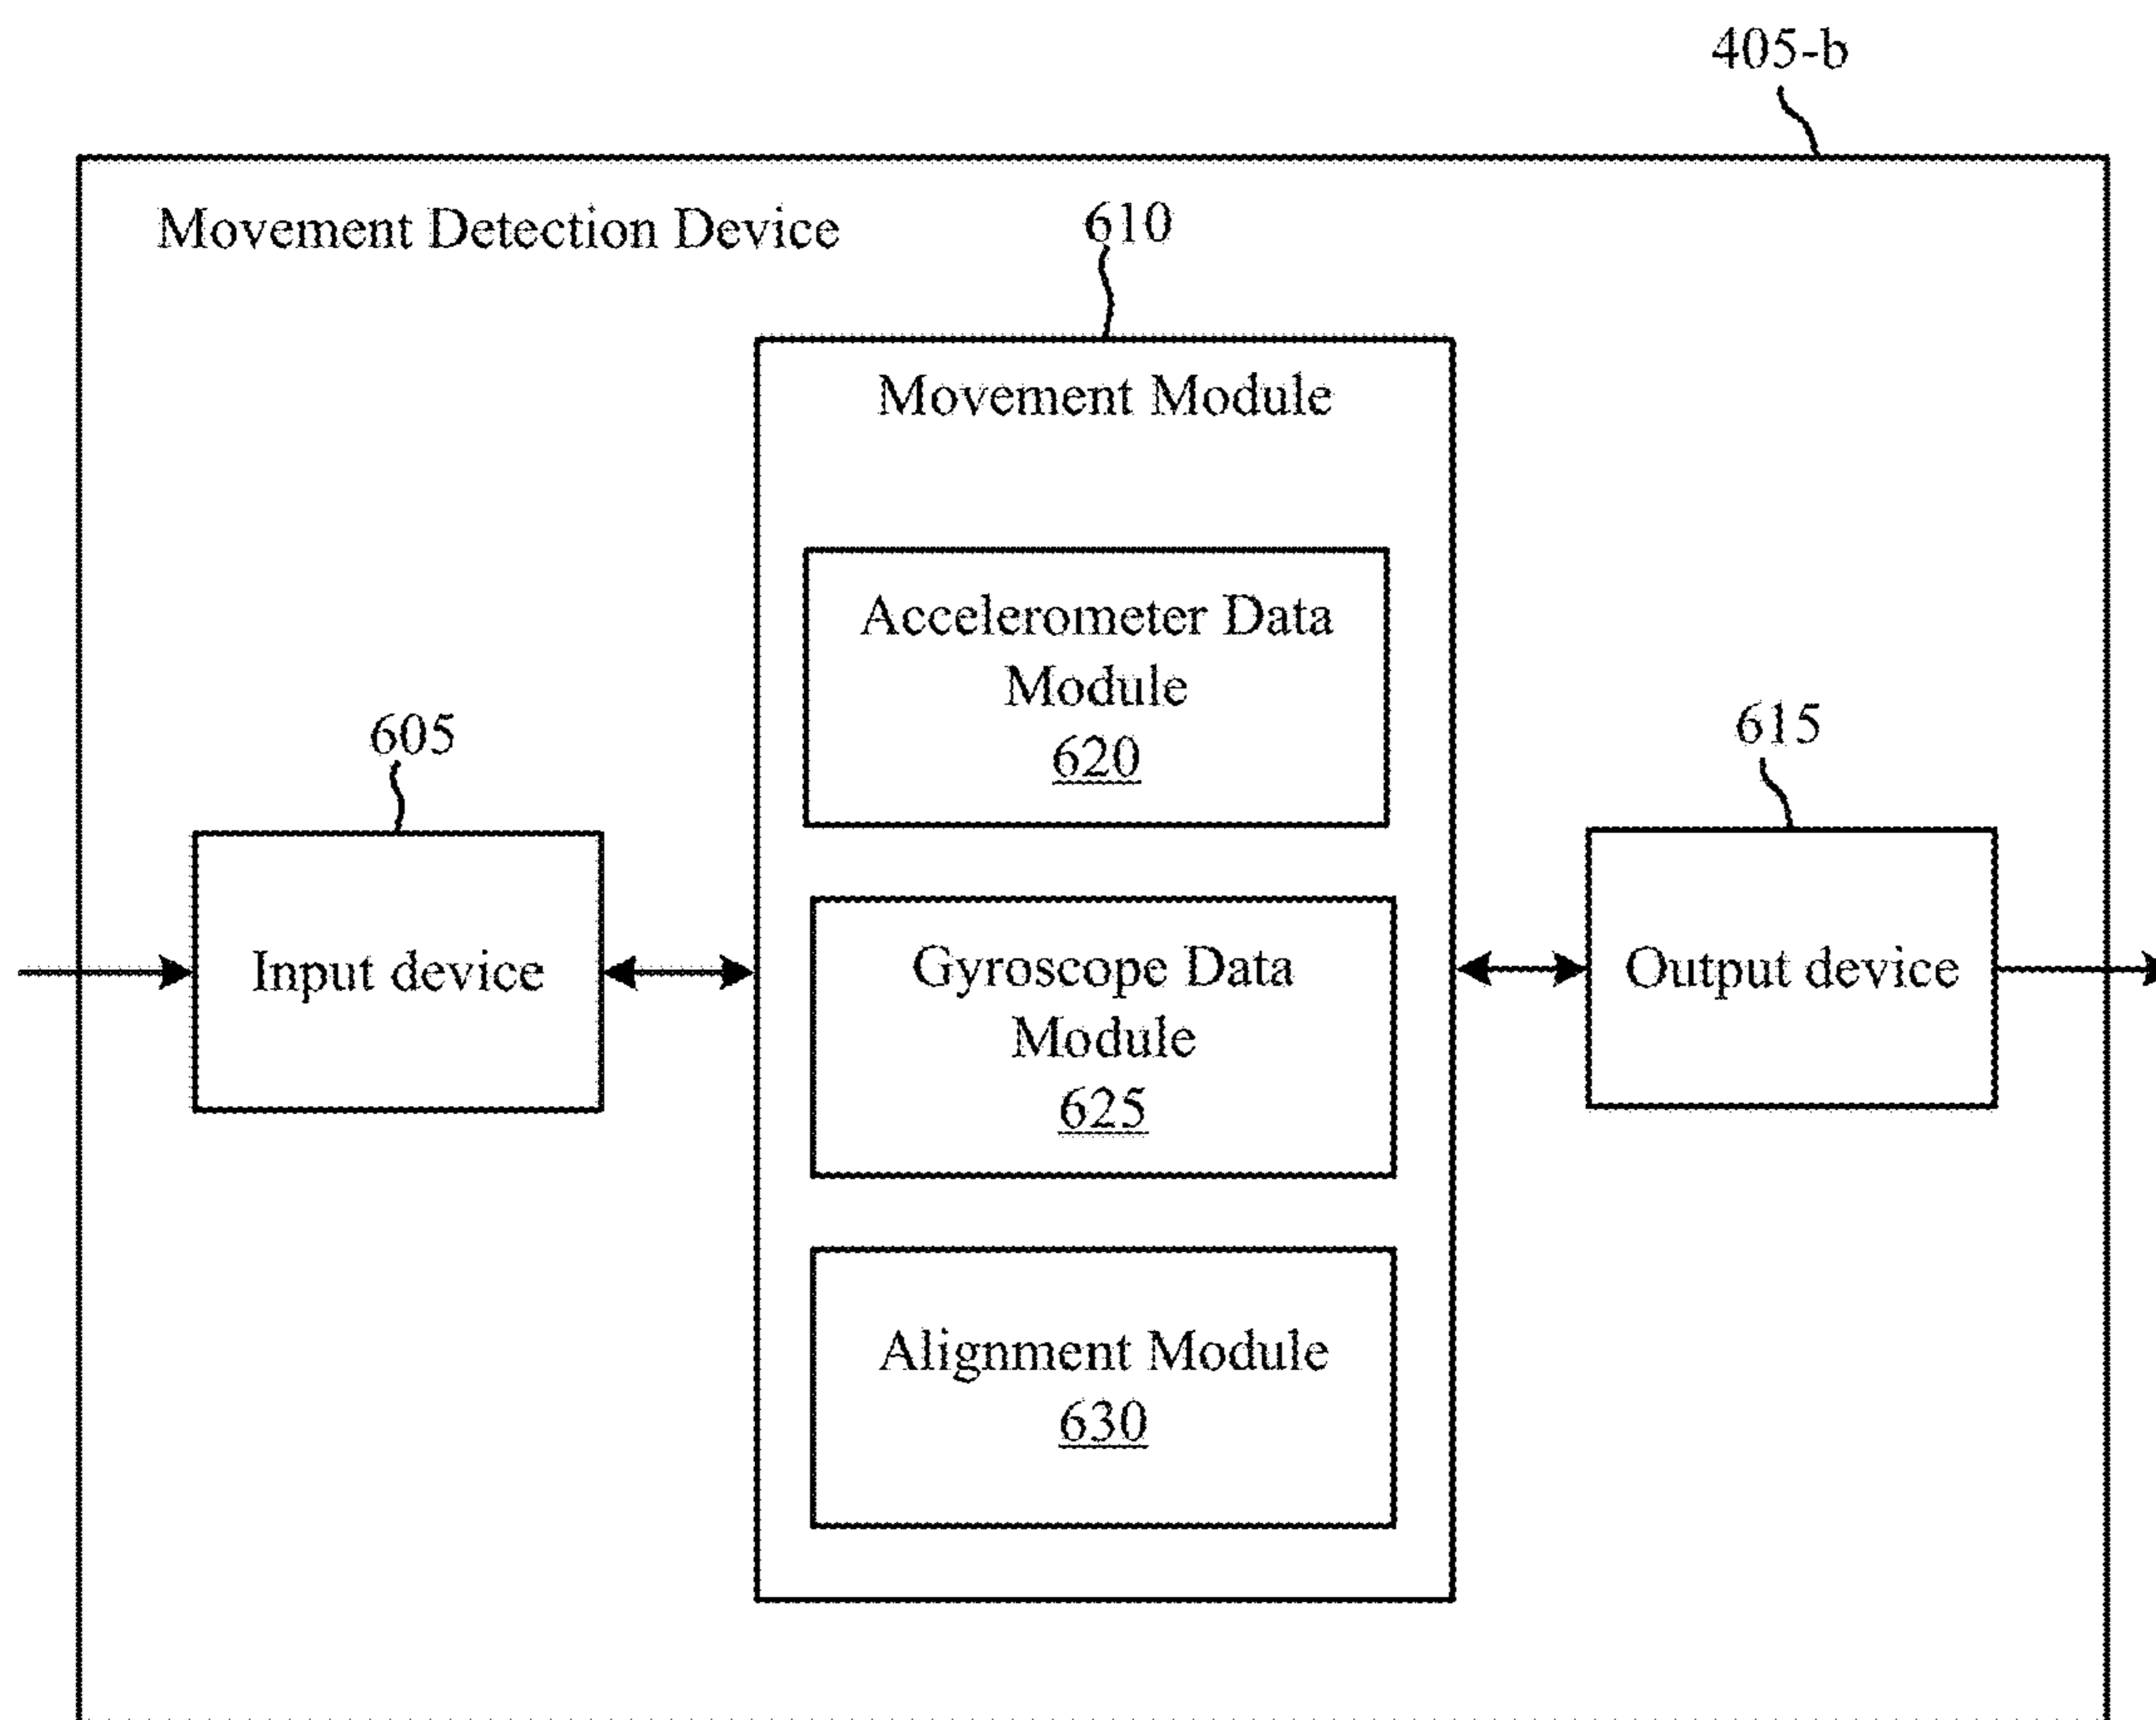 405-b
Movement Detection Device
610
Movement Module
Accelerometer Data
Module
620
605
615
Input device
Gyroscope Data
Module
625
Output device
Alignment Module
630